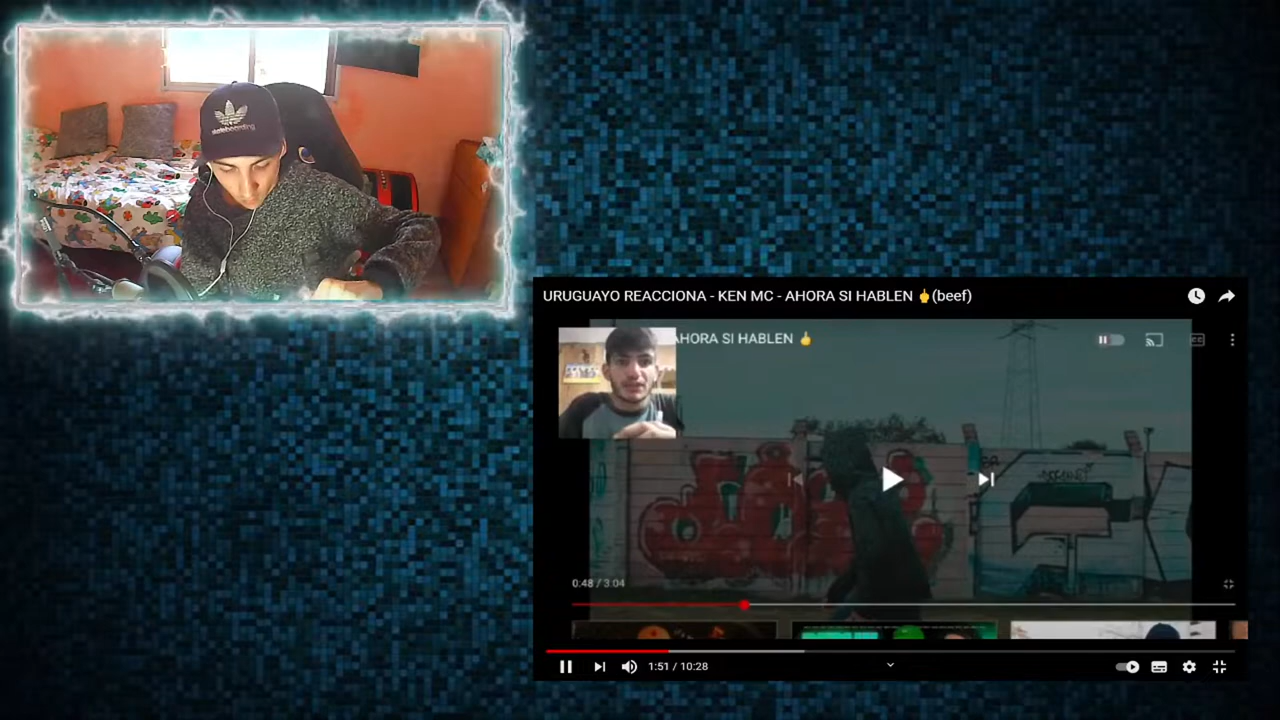 skateboarding
URUGUAYO REACCIONA - KEN MC - AHORA SI HABLEN 🖕(beef)
AHORA SI HABLEN 🖕
0:48 / 3:04
1:51 / 10:28